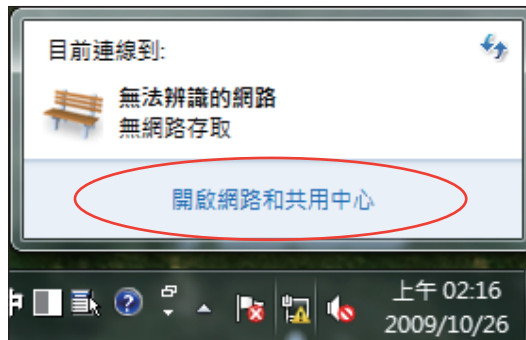 目前連線到:
無法辨識的網路
無網路存取
開啟網路和共用中心
上午 02:16
2009/10/26